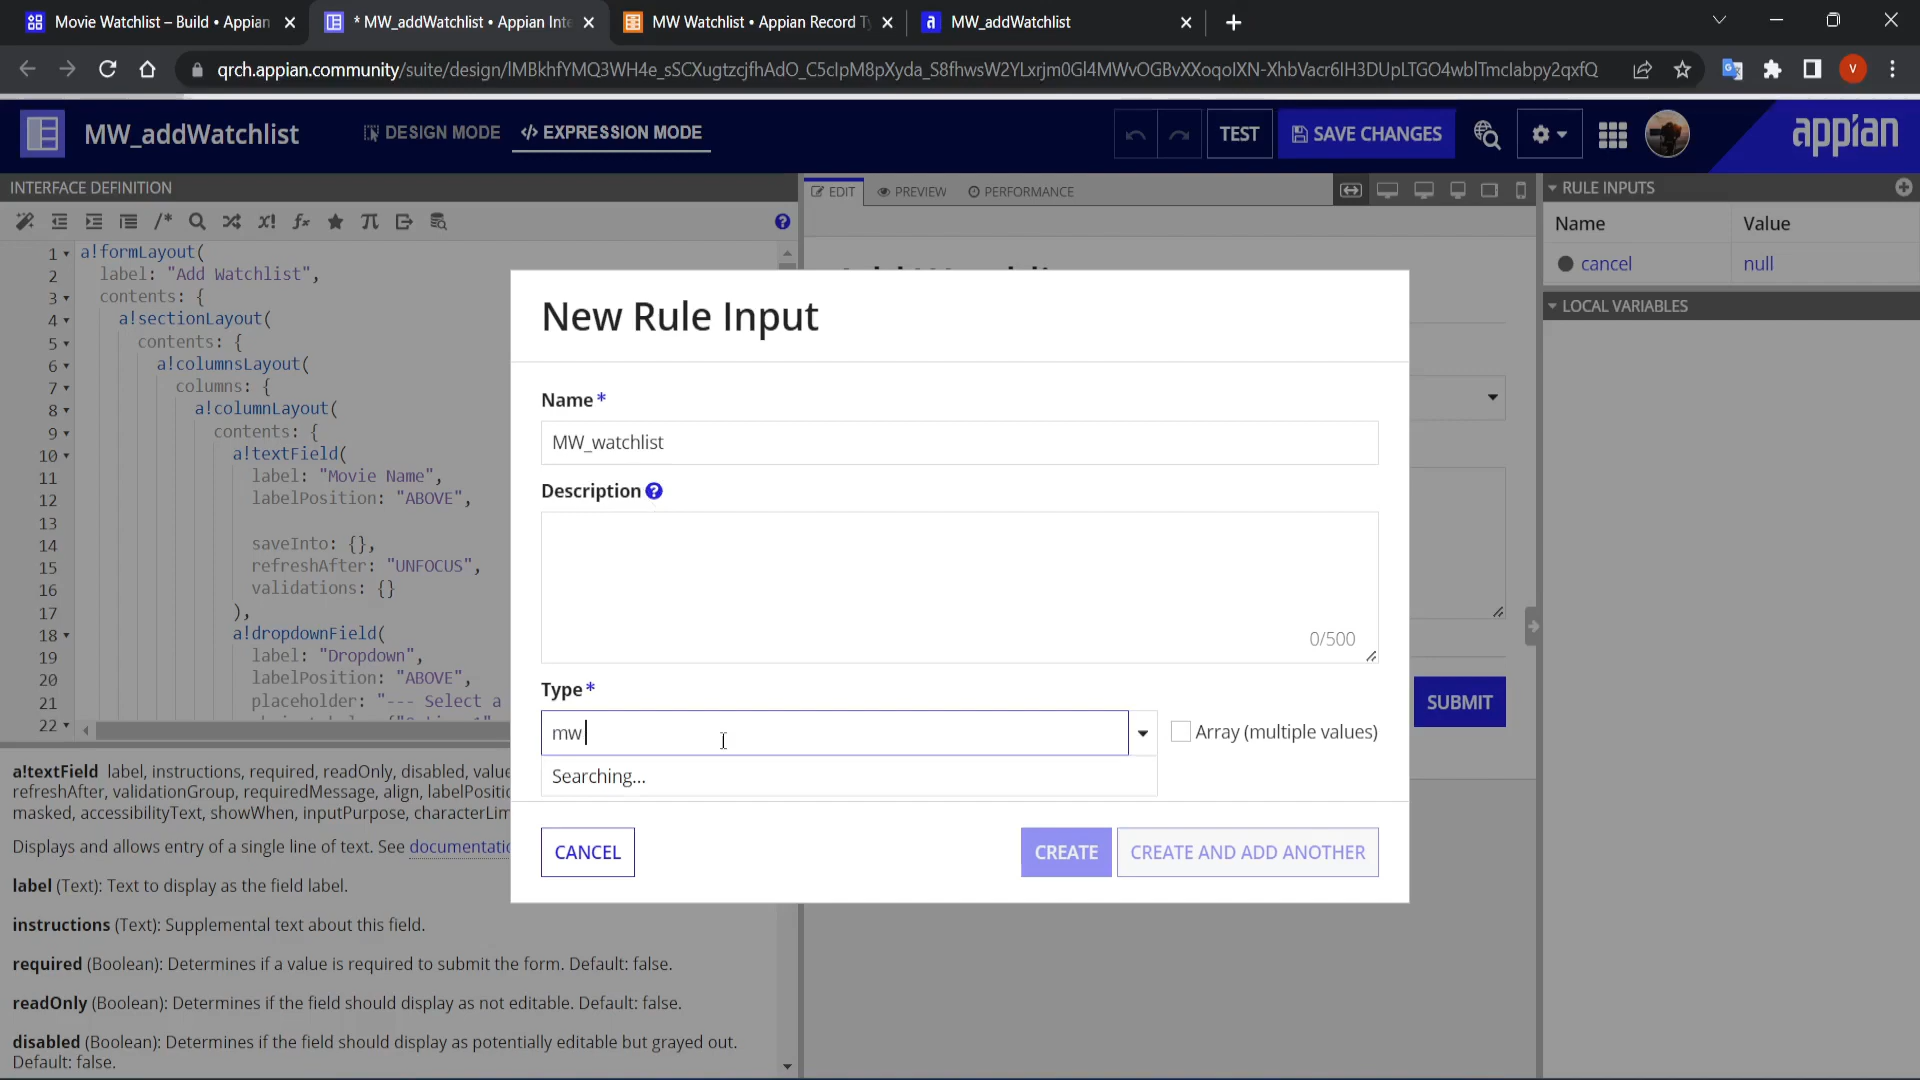 Movie Watchlist – Build • Appian
* MW_addWatchlist • Appian Inte
MW Watchlist • Appian Record Ty
MW_addWatchlist
MW_addWatchlist
DESIGN MODE
</> EXPRESSION MODE
TEST
SAVE CHANGES
appian
INTERFACE DEFINITION
EDIT
PREVIEW
PERFORMANCE
RULE INPUTS
Name
Value
cancel
null
LOCAL VARIABLES
1 a!formLayout(
2 label: "Add Watchlist",
3 contents: {
4 a!sectionLayout(
5 contents: {
6 a!columnsLayout(
7 columns: {
8 a!columnLayout(
9 contents: {
10 a!textField(
11 label: "Movie Name",
12 labelPosition: "ABOVE",
13
14 saveInto: {},
15 refreshAfter: "UNFOCUS",
16 validations: {}
17 ),
18 a!dropdownField(
19 label: "Dropdown",
20 labelPosition: "ABOVE",
21 placeholder: "--- Select a
22
New Rule Input
Name*
MW_watchlist
Description
0/500
Type*
mw
Array (multiple values)
Searching...
CANCEL
CREATE
CREATE AND ADD ANOTHER
SUBMIT
a!textField label, instructions, required, readOnly, disabled, value
refreshAfter, validationGroup, requiredMessage, align, labelPositio
masked, accessibilityText, showWhen, inputPurpose, characterLim
Displays and allows entry of a single line of text. See documentatio
label (Text): Text to display as the field label.
instructions (Text): Supplemental text about this field.
required (Boolean): Determines if a value is required to submit the form. Default: false.
readOnly (Boolean): Determines if the field should display as not editable. Default: false.
disabled (Boolean): Determines if the field should display as potentially editable but grayed out.
Default: false.